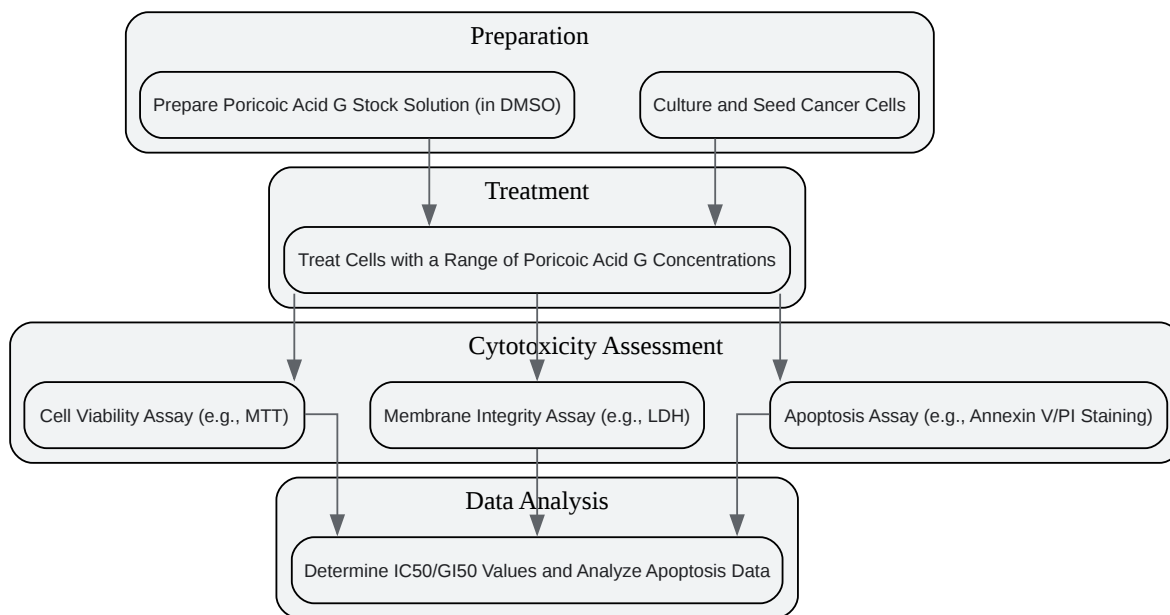 Preparation
Prepare Poricoic Acid G Stock Solution (in DMSO)
Culture and Seed Cancer Cells
Treatment
Treat Cells with a Range of Poricoic Acid G Concentrations
Cytotoxicity Assessment
Cell Viability Assay (e.g., MTT)
Membrane Integrity Assay (e.g., LDH)
Apoptosis Assay (e.g., Annexin V/PI Staining)
Data Analysis
Determine IC50/GI50 Values and Analyze Apoptosis Data